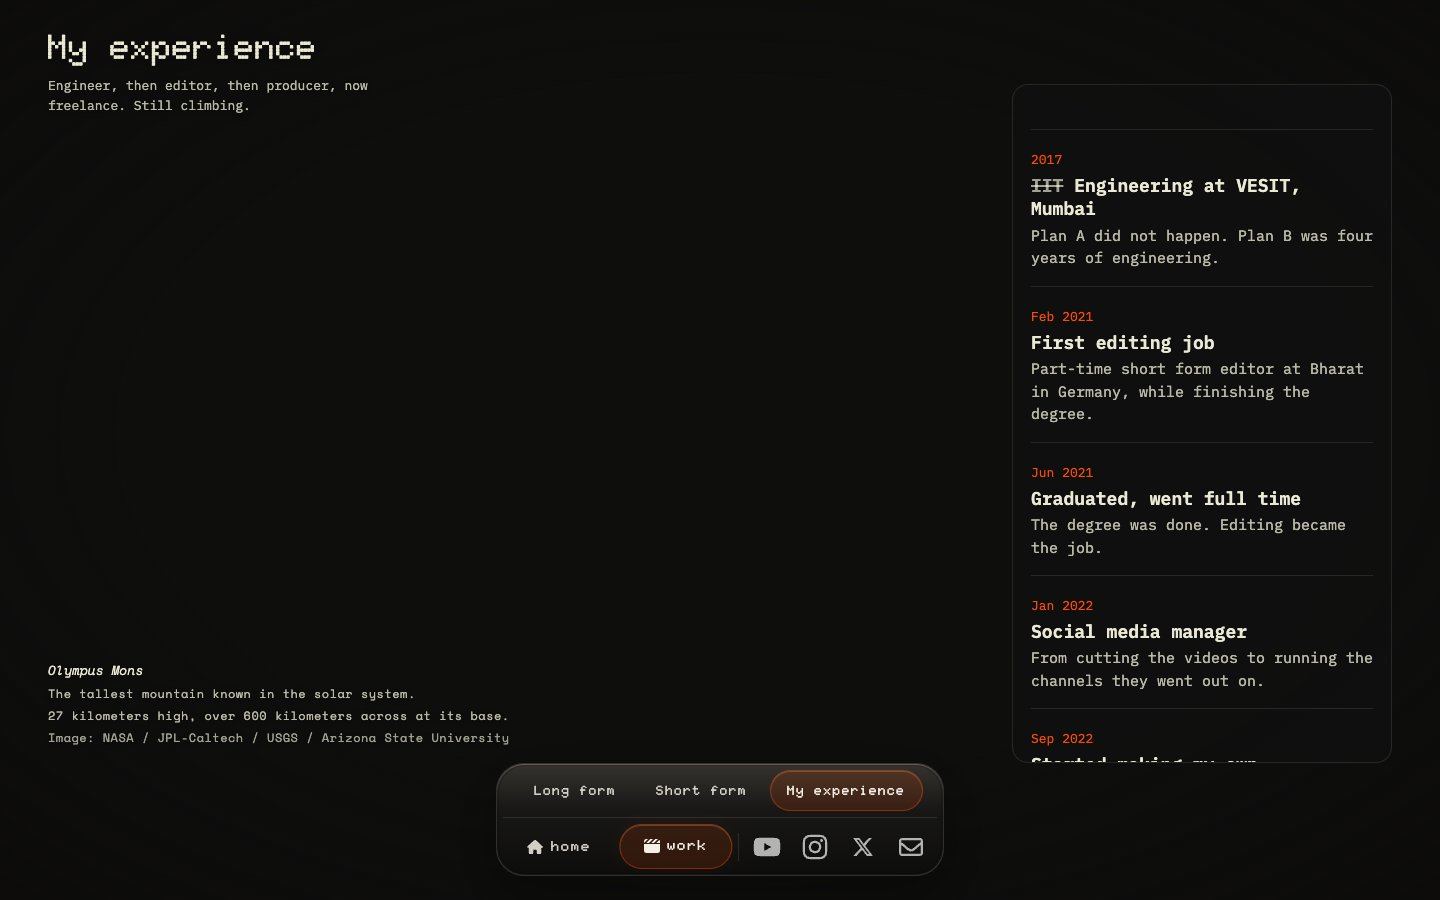 My experience
Engineer, then editor, then producer, now
freelance. Still climbing.
2017
IIT Engineering at VESIT,
Mumbai
Plan A did not happen. Plan B was four
years of engineering.
Feb 2021
First editing job
Part-time short form editor at Bharat
in Germany, while finishing the
degree.
Jun 2021
Graduated, went full time
The degree was done. Editing became
the job.
Jan 2022
Social media manager
From cutting the videos to running the
channels they went out on.
Sep 2022
Started making my own
Olympus Mons
The tallest mountain known in the solar system.
27 kilometers high, over 600 kilometers across at its base.
Image: NASA / JPL-Caltech / USGS / Arizona State University
Long form
Short form
My experience
home
work